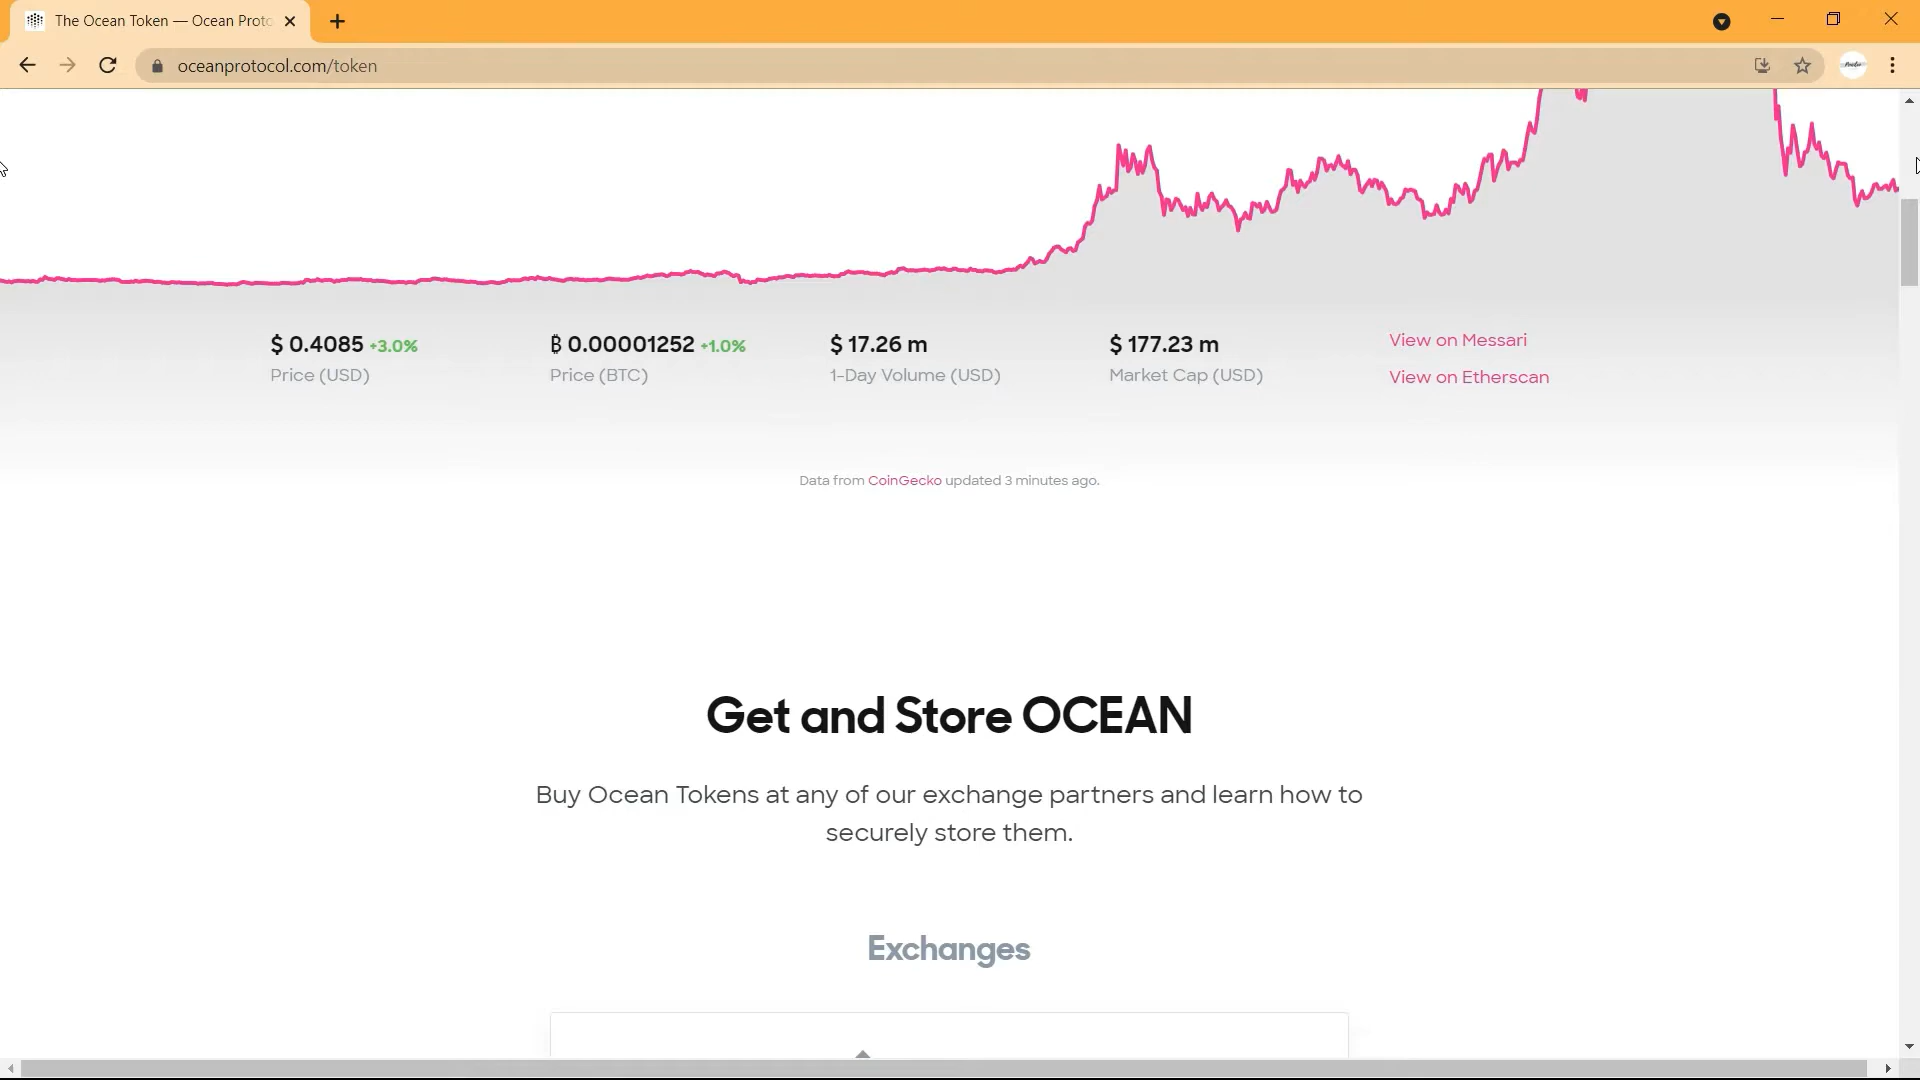 The Ocean Token — Ocean Proto
oceanprotocol.com/token
$ 0.4085 +3.0%
Price (USD)
₿ 0.00001252 +1.0%
Price (BTC)
$ 17.26 m
1-Day Volume (USD)
$ 177.23 m
Market Cap (USD)
View on Messari
View on Etherscan
Data from CoinGecko updated 3 minutes ago.
Get and Store OCEAN
Buy Ocean Tokens at any of our exchange partners and learn how to
securely store them.
Exchanges